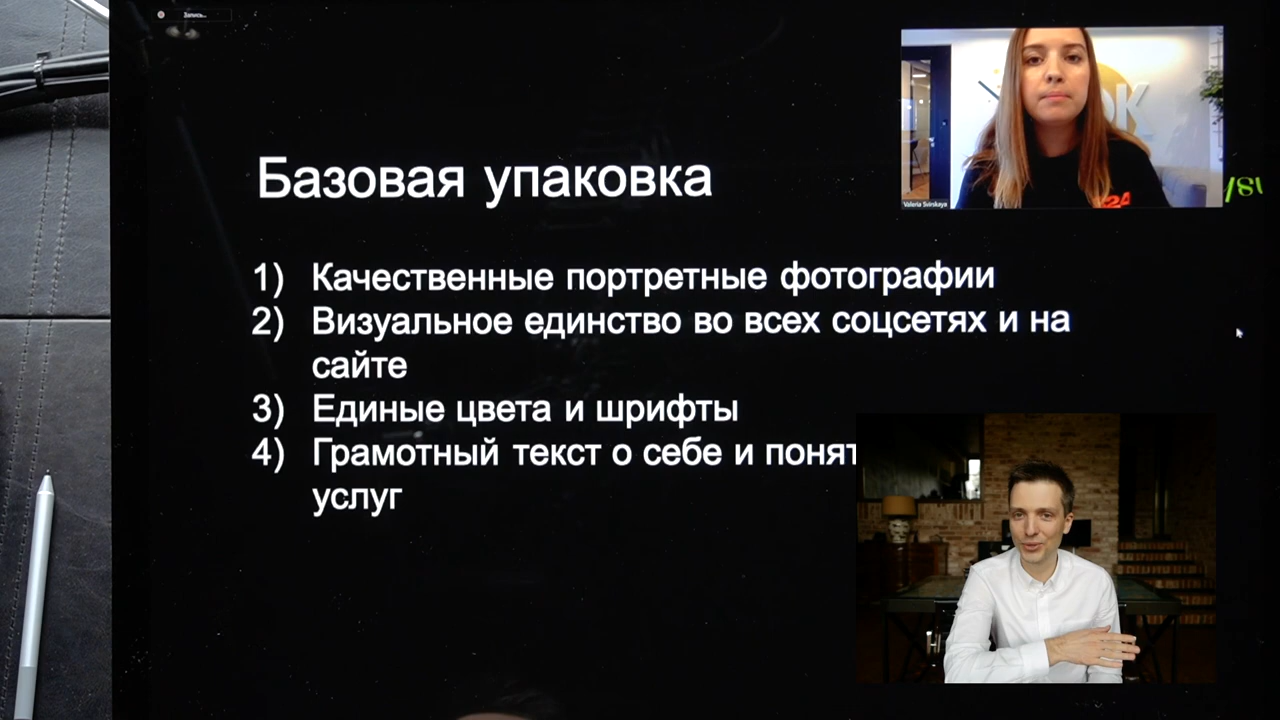 Запись...
Базовая упаковка
1) Качественные портретные фотографии
2) Визуальное единство во всех соцсетях и на
сайте
3) Единые цвета и шрифты
4) Грамотный текст о себе и
услуг
Valeria Svirskaya